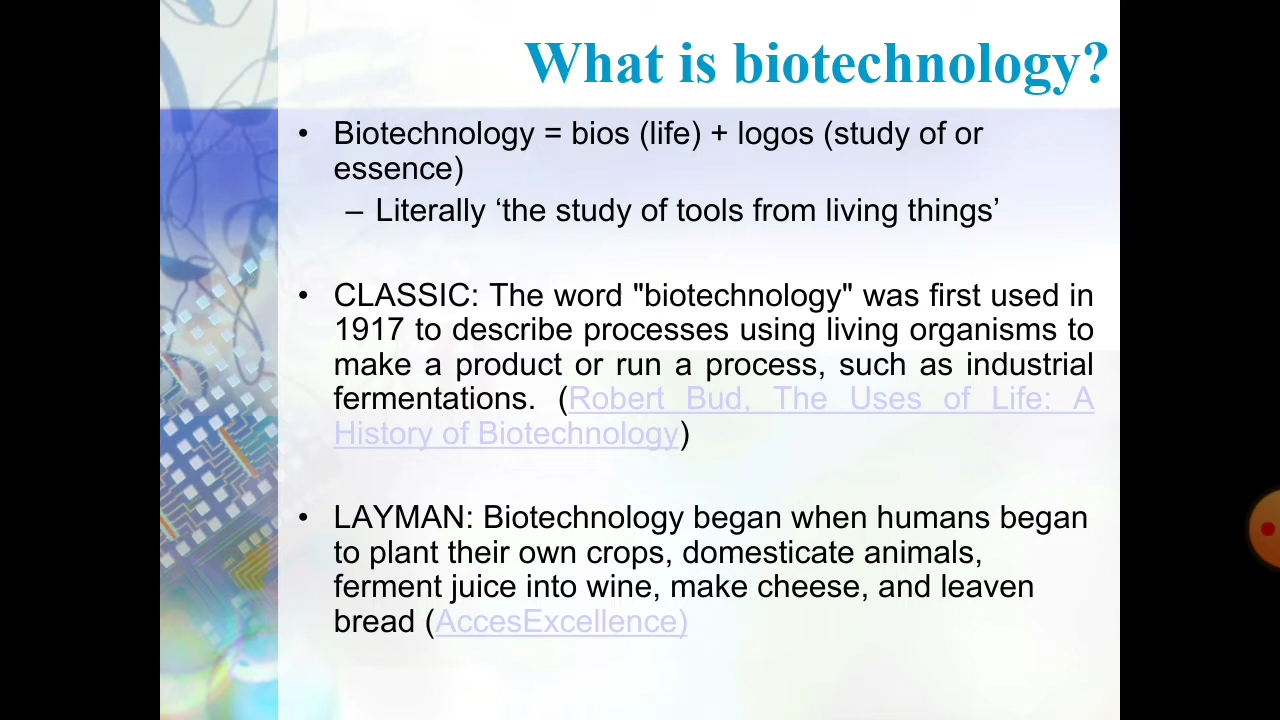 What is biotechnology?
• Biotechnology = bios (life) + logos (study of or
essence)
– Literally ‘the study of tools from living things’
• CLASSIC: The word "biotechnology" was first used in
1917 to describe processes using living organisms to
make a product or run a process, such as industrial
fermentations. (Robert Bud, The Uses of Life: A
History of Biotechnology)
• LAYMAN: Biotechnology began when humans began
to plant their own crops, domesticate animals,
ferment juice into wine, make cheese, and leaven
bread (AccesExcellence)